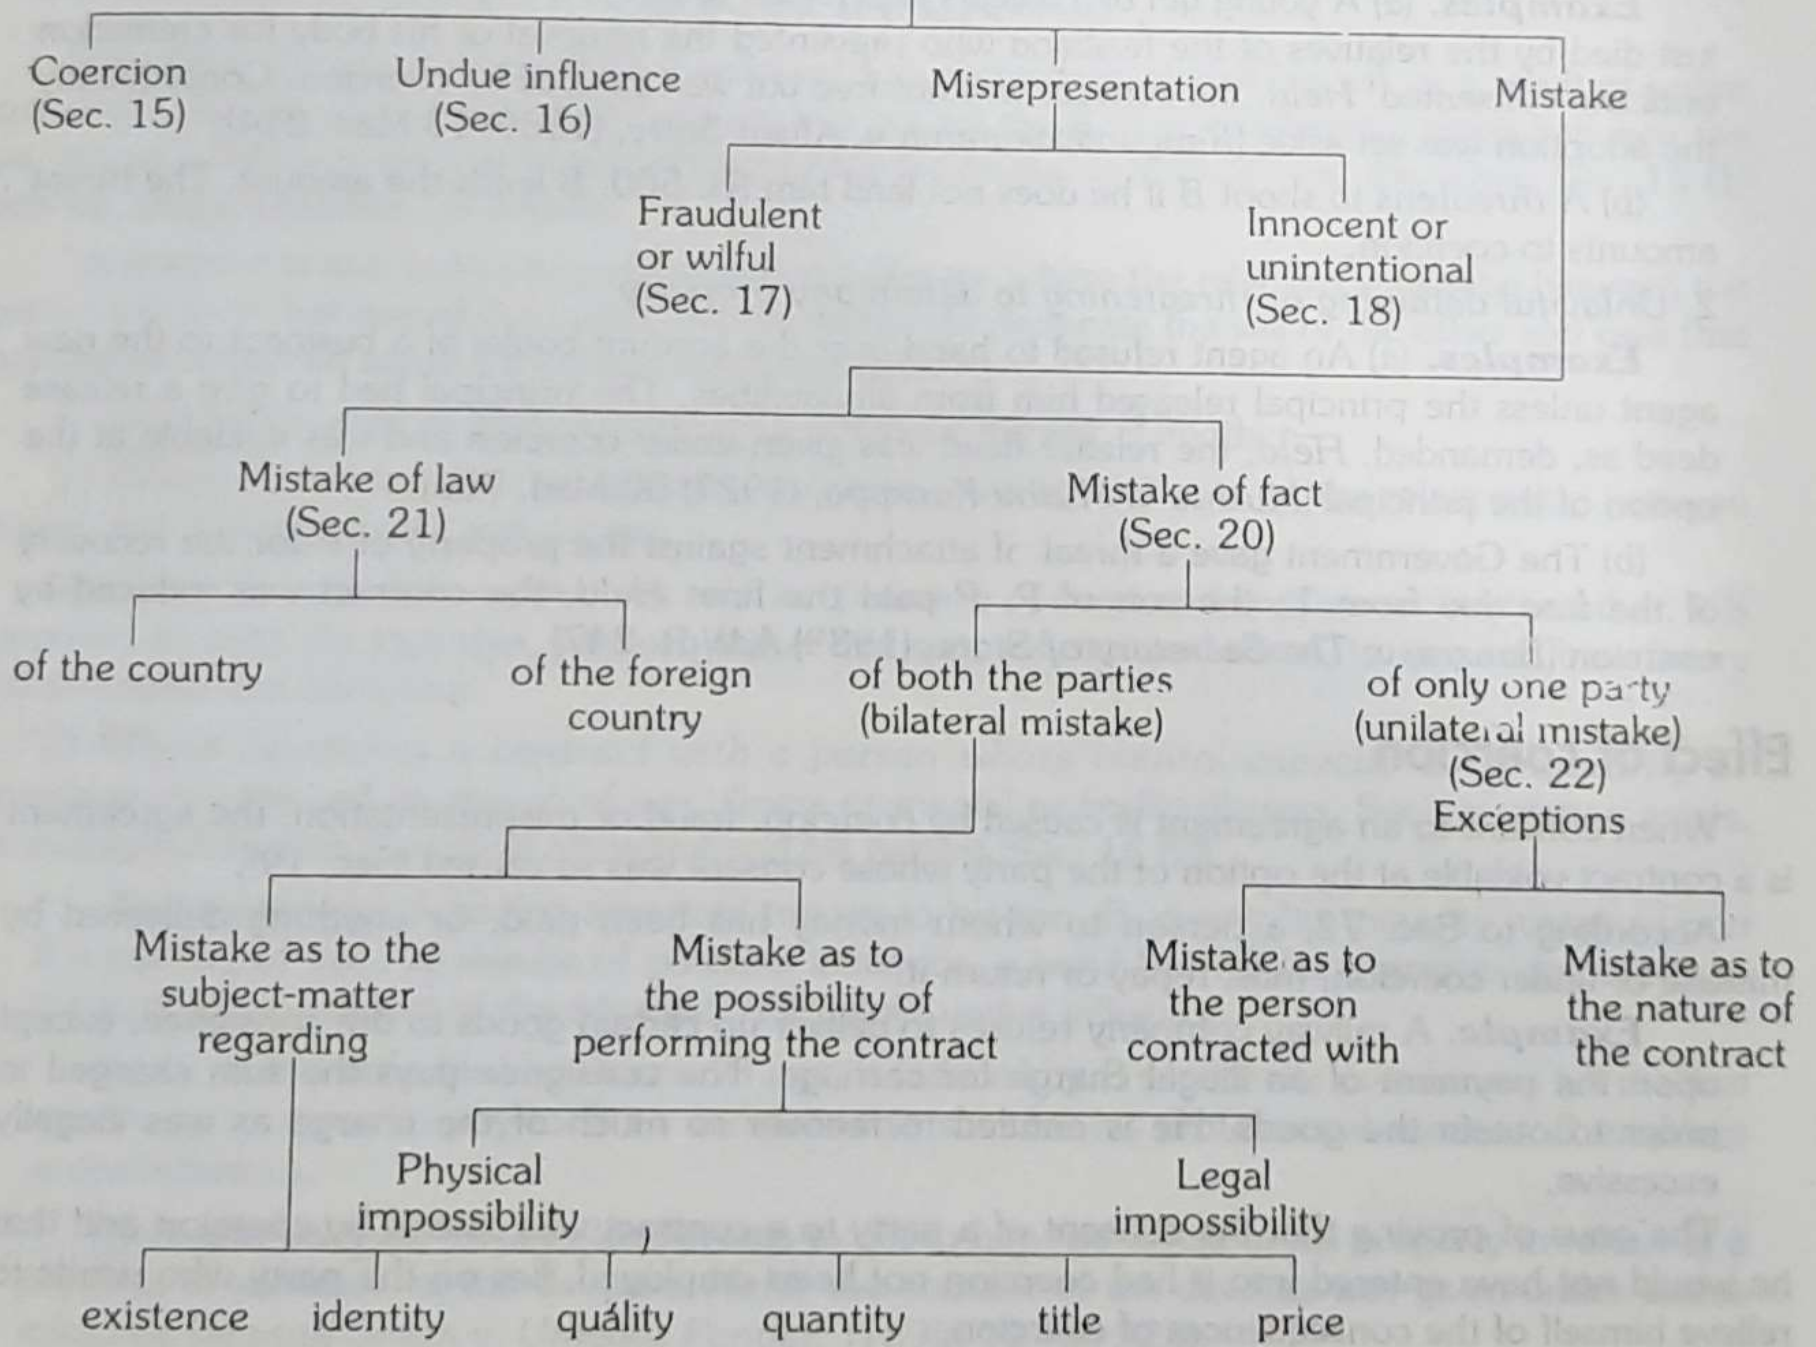 Coercion
(Sec. 15)
Undue influence
(Sec. 16)
Misrepresentation
Mistake
Fraudulent
or wilful
(Sec. 17)
Innocent or
unintentional
(Sec. 18)
Mistake of law
(Sec. 21)
Mistake of fact
(Sec. 20)
of the country
of the foreign
country
of both the parties
(bilateral mistake)
of only one party
(unilateral mistake)
(Sec. 22)
Exceptions
Mistake as to the
subject-matter
regarding
Mistake as to
the possibility of
performing the contract
Mistake as to
the person
contracted with
Mistake as to
the nature of
the contract
Physical
impossibility
Legal
impossibility
existence identity quality quantity title price